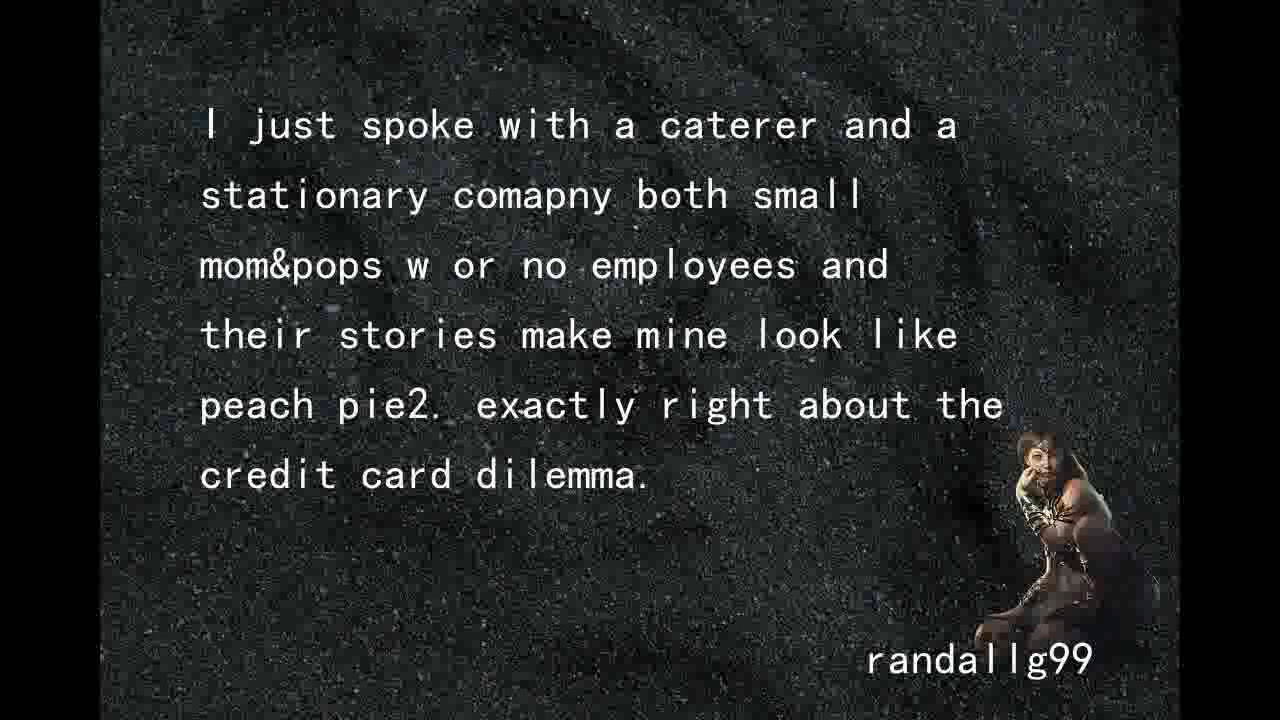 I just spoke with a caterer and a
stationary comapny both small
mom&pops w or no employees and
their stories make mine look like
peach pie2. exactly right about the
credit card dilemma.
randallg99